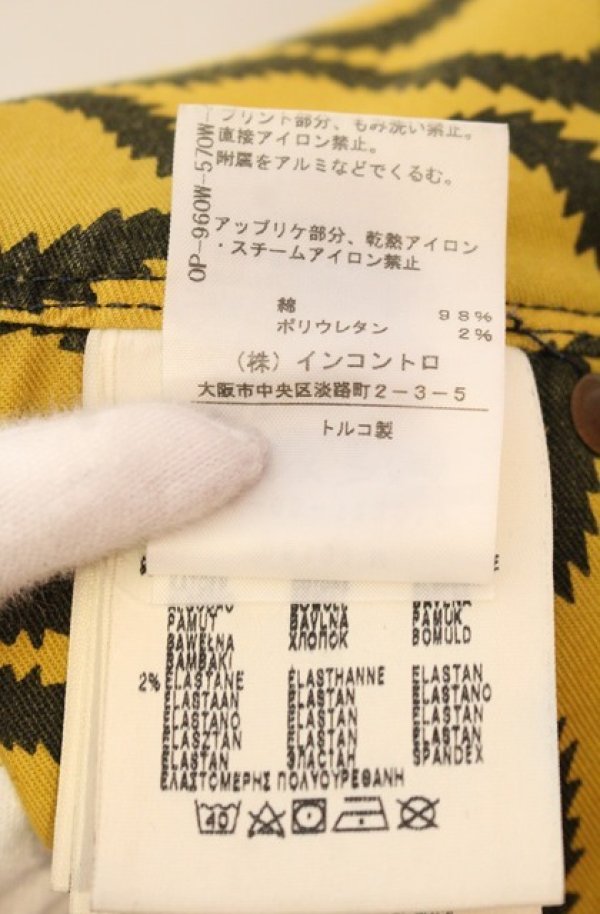 プリント部分、もみ洗い禁止。
直接アイロン禁止。
附属をアルミなどでくるむ。
OP-960W-570W-
アップリケ部分、乾熱アイロン
・スチームアイロン禁止
綿 98%
ポリウレタン 2%
(株) インコントロ
大阪市中央区淡路町2-3-5
トルコ製
PAMUT BAVLNA PAMUK
BAWEŁNA ХЛОПОК BOMULD
BAMBAKI
2% ELASTANE ÉLASTHANNE ELASTAN
ELASTAAN ELASTAN ELASTANO
ELASTANO ELASTAN ELASTAN
ELASZTÁN ELASTAN ELASTAN
ELASTAN ЭЛАСТАН SPANDEX
ΕΛΑΣΤΟΜΕΡΗΣ ΠΟΛΥΟΥΡΕΘΑΝΗ
40